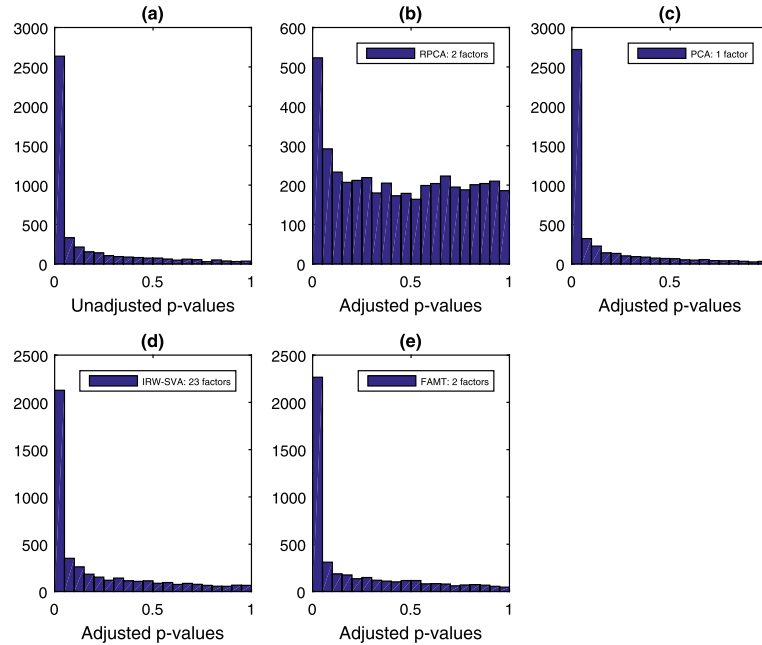 (a)
3000
2500
2000
1500
1000
500
0
0 0.5 1
Unadjusted p-values
(b)
RPCA: 2 factors
600
500
400
300
200
100
0
0 0.5 1
Adjusted p-values
(c)
PCA: 1 factor
3000
2500
2000
1500
1000
500
0
0 0.5
Adjusted p-values
(d)
IRW-SVA: 23 factors
2500
2000
1500
1000
500
0
0 0.5 1
Adjusted p-values
(e)
FAMT: 2 factors
2500
2000
1500
1000
500
0
0 0.5 1
Adjusted p-values